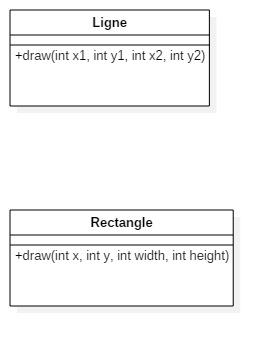 Ligne
+draw(int x1, int y1, int x2, int y2)
Rectangle
+draw(int x, int y, int width, int height)